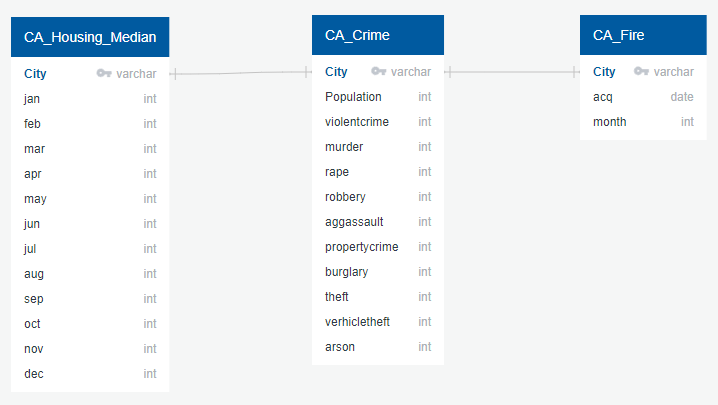 CA_Housing_Median
City varchar
jan int
feb int
mar int
apr int
may int
jun int
jul int
aug int
sep int
oct int
nov int
dec int
CA_Crime
City varchar
Population int
violentcrime int
murder int
rape int
robbery int
aggassault int
propertycrime int
burglary int
theft int
verhicletheft int
arson int
CA_Fire
City varchar
acq date
month int